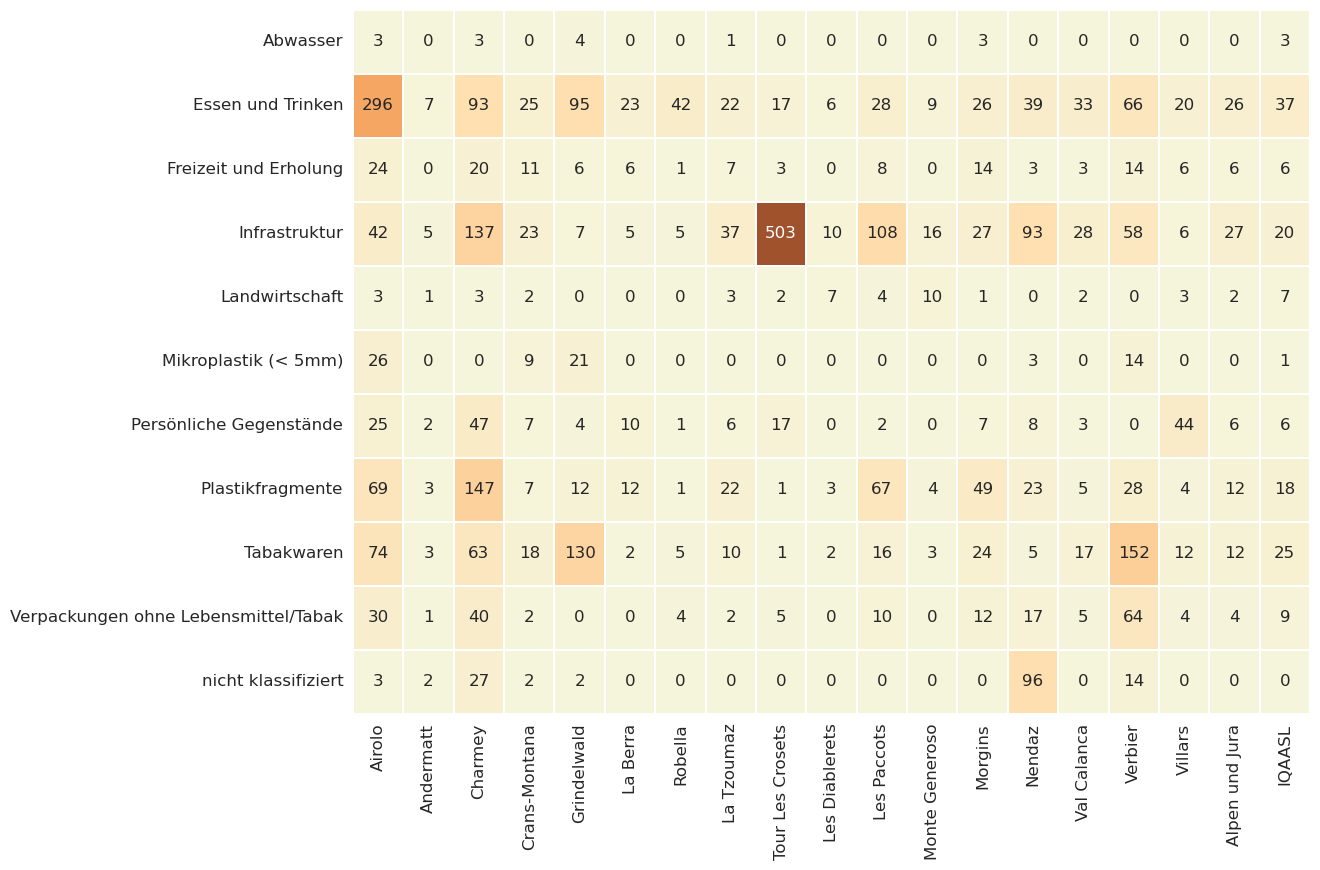 Abwasser 3 0 3 0 4 0 0 1 0 0 0 0 3 0 0 0 0 0 3
Essen und Trinken 296 7 93 25 95 23 42 22 17 6 28 9 26 39 33 66 20 26 37
Freizeit und Erholung 24 0 20 11 6 6 1 7 3 0 8 0 14 3 3 14 6 6 6
Infrastruktur 42 5 137 23 7 5 5 37 503 10 108 16 27 93 28 58 6 27 20
Landwirtschaft 3 1 3 2 0 0 0 3 2 7 4 10 1 0 2 0 3 2 7
Mikroplastik (< 5mm) 26 0 0 9 21 0 0 0 0 0 0 0 0 3 0 14 0 0 1
Persönliche Gegenstände 25 2 47 7 4 10 1 6 17 0 2 0 7 8 3 0 44 6 6
Plastikfragmente 69 3 147 7 12 12 1 22 1 3 67 4 49 23 5 28 4 12 18
Tabakwaren 74 3 63 18 130 2 5 10 1 2 16 3 24 5 17 152 12 12 25
Verpackungen ohne Lebensmittel/Tabak 30 1 40 2 0 0 4 2 5 0 10 0 12 17 5 64 4 4 9
nicht klassifiziert 3 2 27 2 2 0 0 0 0 0 0 0 0 96 0 14 0 0 0
Airolo
Andermatt
Charmey
Crans-Montana
Grindelwald
La Berra
Robella
La Tzoumaz
Tour Les Crosets
Les Diablerets
Les Paccots
Monte Generoso
Morgins
Nendaz
Val Calanca
Verbier
Villars
Alpen und Jura
IQAASL